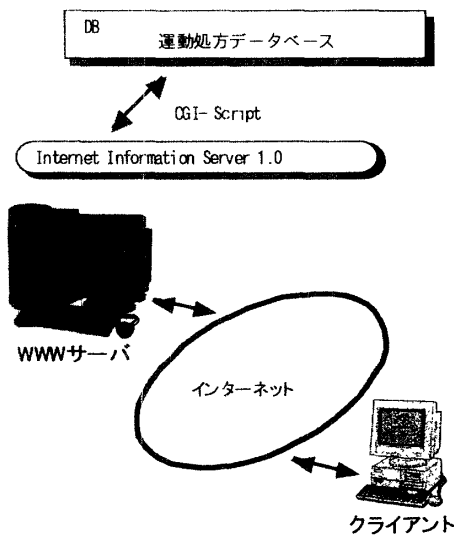 DB
運動処方データベース
CGI- Script
Internet Information Server 1.0
WWWサーバ
インターネット
クライアント